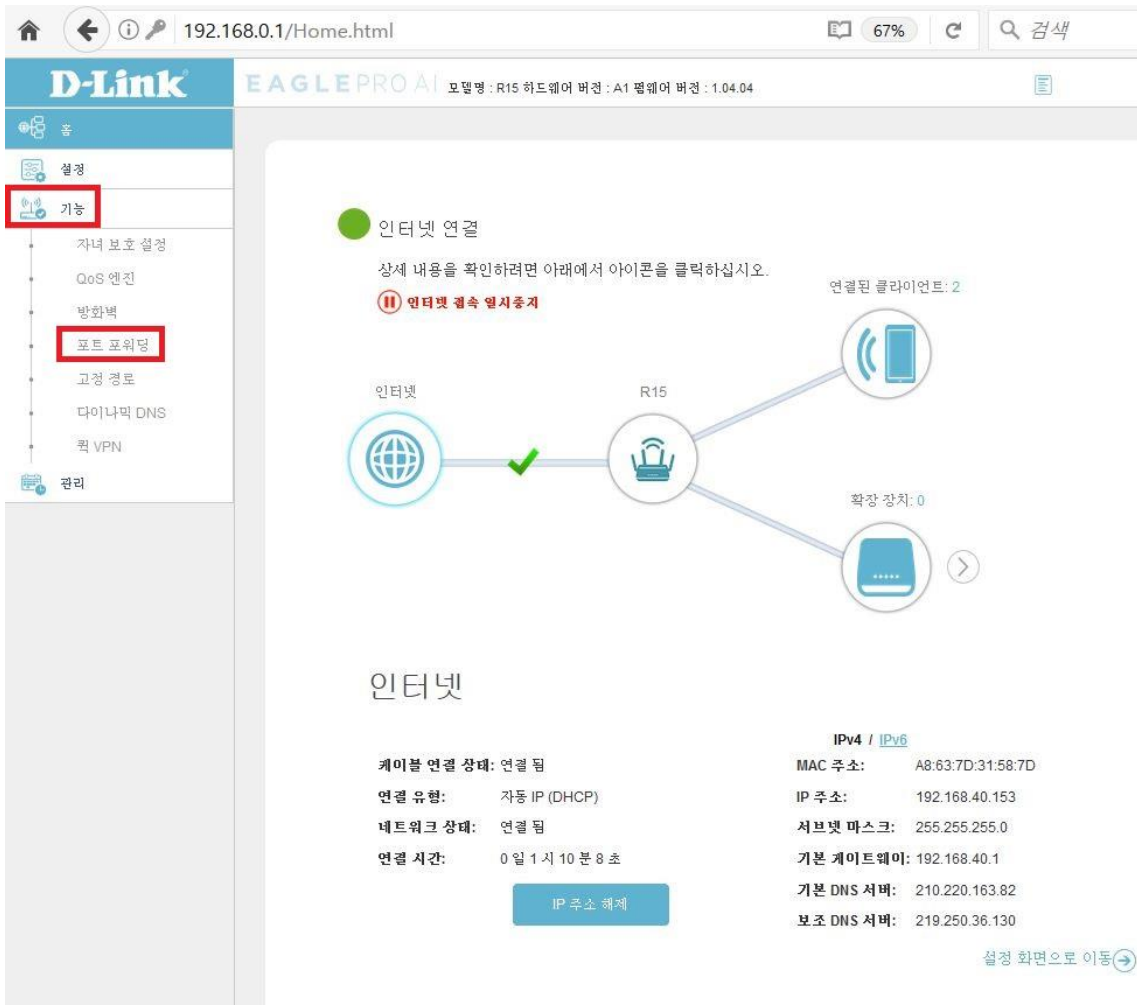 192.168.0.1/Home.html
67%
검색
D-Link
EAGLE PRO AI 모델명 : R15 하드웨어 버전 : A1 펌웨어 버전 : 1.04.04
홈
설정
기능
자녀 보호 설정
QoS 엔진
방화벽
포트 포워딩
고정 경로
다이나믹 DNS
퀵 VPN
관리
인터넷 연결
상세 내용을 확인하려면 아래에서 아이콘을 클릭하십시오.
인터넷 접속 일시중지
연결된 클라이언트: 2
인터넷
R15
확장 장치: 0
인터넷
IPv4 / IPv6
케이블 연결 상태: 연결 됨
MAC 주소: A8:63:7D:31:58:7D
연결 유형: 자동 IP (DHCP)
IP 주소: 192.168.40.153
네트워크 상태: 연결 됨
서브넷 마스크: 255.255.255.0
연결 시간: 0 일 1 시 10 분 8 초
기본 게이트웨이: 192.168.40.1
IP 주소 해제
기본 DNS 서버: 210.220.163.82
보조 DNS 서버: 219.250.36.130
설정 화면으로 이동